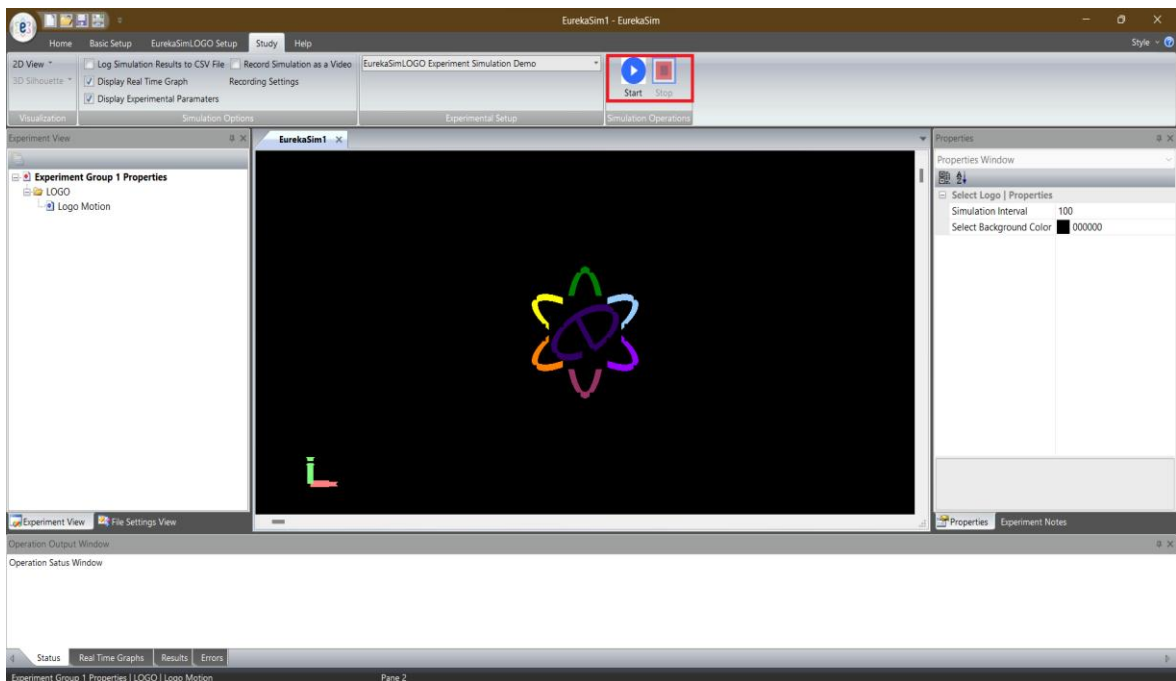 EurekaSim1 - EurekaSim
Home Basic Setup EurekaSimLOGO Setup Study Help Style
2D View Log Simulation Results to CSV File Record Simulation as a Video EurekaSimLOGO Experiment Simulation Demo
3D Silhouette Display Real Time Graph Recording Settings
Display Experimental Paramaters
Start Stop
Visualization Simulation Options Experimental Setup Simulation Operations
Experiment View
EurekaSim1
Properties
Properties Window
Experiment Group 1 Properties
LOGO
Logo Motion
Select Logo | Properties
Simulation Interval 100
Select Background Color 000000
Experiment View File Settings View
Properties Experiment Notes
Operation Output Window
Operation Satus Window
Status Real Time Graphs Results Errors
Experiment Group 1 Properties | LOGO | Logo Motion Pane 2